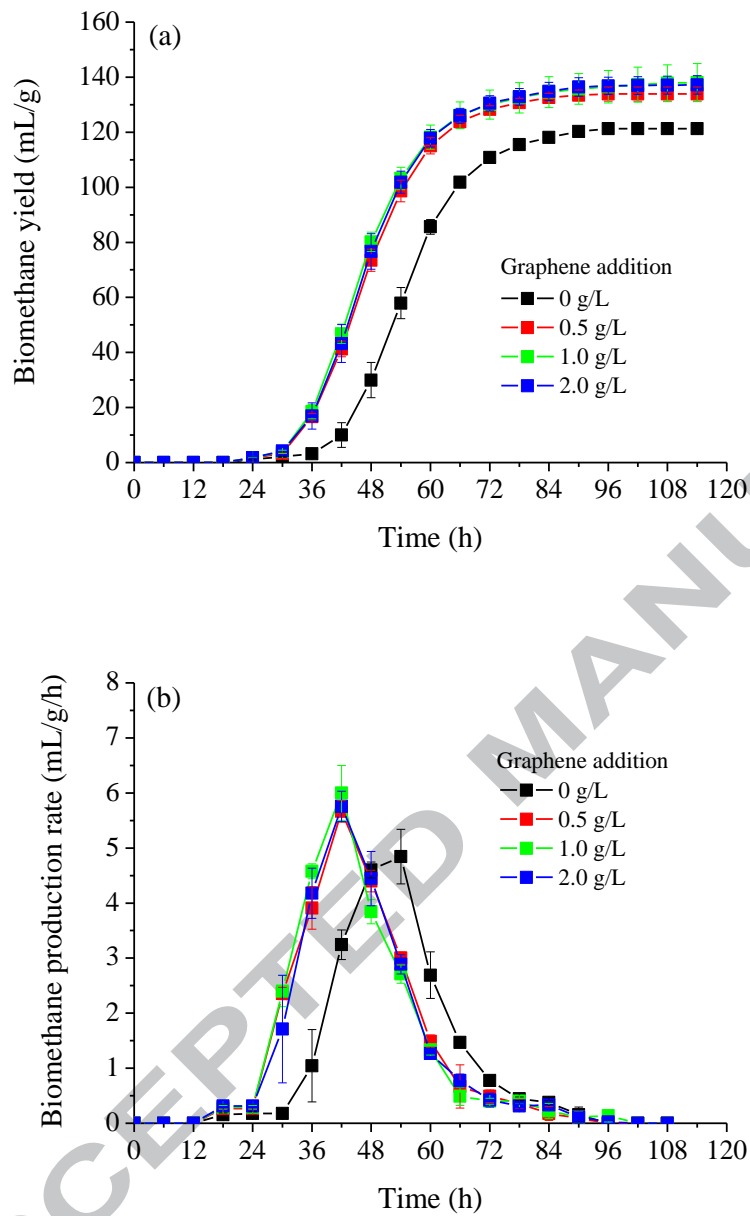 (a)
160
140
120
100
80
60
40
20
0
Biomethane yield (mL/g)
Graphene addition
0 g/L
0.5 g/L
1.0 g/L
2.0 g/L
0 12 24 36 48 60 72 84 96 108 120
Time (h)
(b)
8
7
6
5
4
3
2
1
0
Biomethane production rate (mL/g/h)
Graphene addition
0 g/L
0.5 g/L
1.0 g/L
2.0 g/L
0 12 24 36 48 60 72 84 96 108 120
Time (h)
CCEPTED MANU